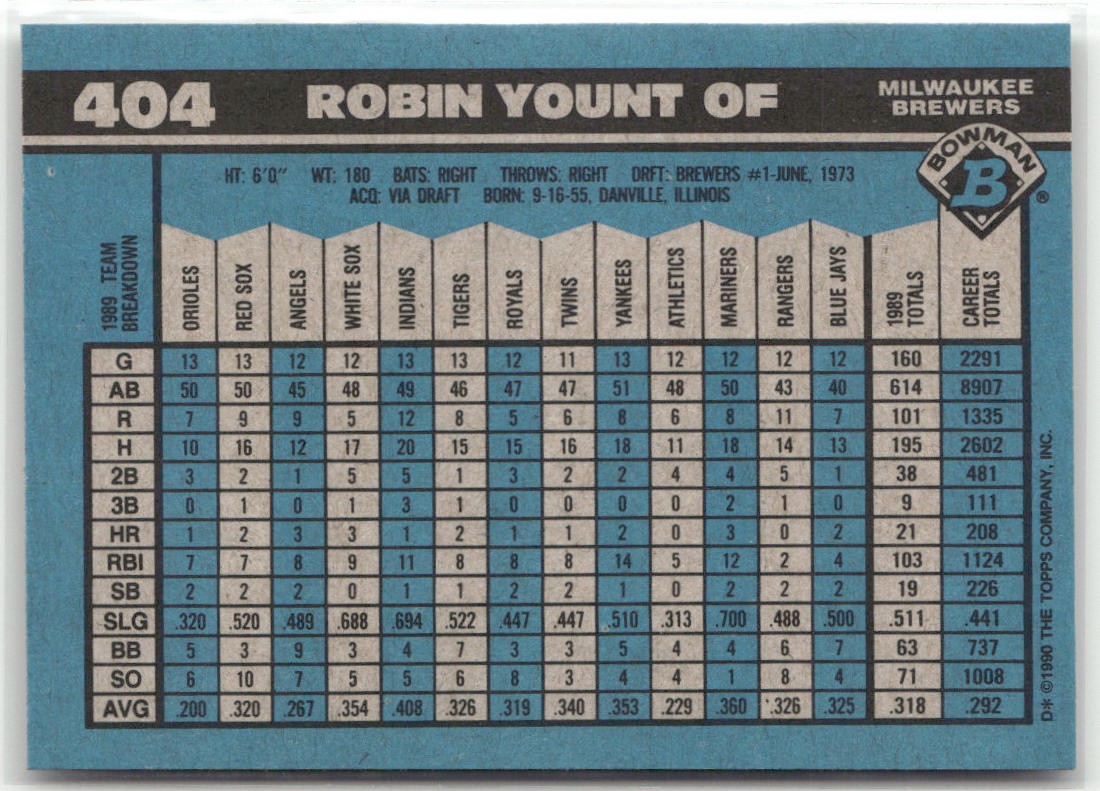 404 ROBIN YOUNT OF MILWAUKEE
BREWERS
BOWMAN
B
®
HT: 6'0" WT: 180 BATS: RIGHT THROWS: RIGHT DRFT: BREWERS #1-JUNE, 1973
ACQ: VIA DRAFT BORN: 9-16-55, DANVILLE, ILLINOIS
1989 TEAM BREAKDOWN ORIOLES RED SOX ANGELS WHITE SOX INDIANS TIGERS ROYALS TWINS YANKEES ATHLETICS MARINERS RANGERS BLUE JAYS 1989 TOTALS CAREER TOTALS
G 13 13 12 12 13 13 12 11 13 12 12 12 12 160 2291
AB 50 50 45 48 49 46 47 47 51 48 50 43 40 614 8907
R 7 9 9 5 12 8 5 6 8 6 8 11 7 101 1335
H 10 16 12 17 20 15 15 16 18 11 18 14 13 195 2602
2B 3 2 1 5 5 1 3 2 2 4 4 5 1 38 481
3B 0 1 0 1 3 1 0 0 0 0 2 1 0 9 111
HR 1 2 3 3 1 2 1 1 2 0 3 0 2 21 208
RBI 7 7 8 9 11 8 8 8 14 5 12 2 4 103 1124
SB 2 2 2 0 1 1 2 2 1 0 2 2 2 19 226
SLG .320 .520 .489 .688 .694 .522 .447 .447 .510 .313 .700 .488 .500 .511 .441
BB 5 3 9 3 4 7 3 3 5 4 4 6 7 63 737
SO 6 10 7 5 5 6 8 3 4 4 1 8 4 71 1008
AVG .200 .320 .267 .354 .408 .326 .319 .340 .353 .229 .360 .326 .325 .318 .292
D* ©1990 THE TOPPS COMPANY, INC.